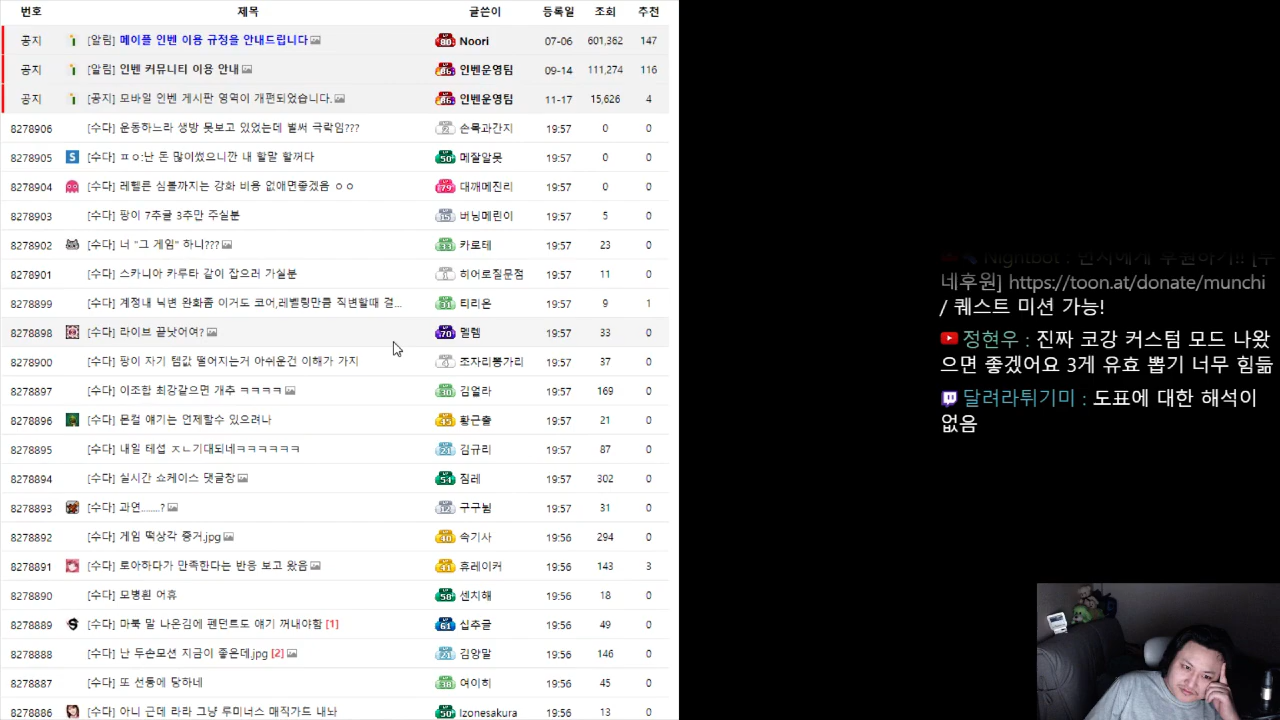 번호 제목 글쓴이 등록일 조회 추천
공지 [알림] 메이플 인벤 이용 규정을 안내드립니다 Noori 07-06 601,362 147
공지 [알림] 인벤 커뮤니티 이용 안내 인벤운영팀 09-14 111,274 116
공지 [공지] 모바일 인벤 게시판 영역이 개편되었습니다. 인벤운영팀 11-17 15,626 4
8278906 [수다] 운동하느라 생방 못보고 있었는데 벌써 극락임??? 손목과간지 19:57 0 0
8278905 [수다] ㅍㅇ:난 돈 많이썼으니깐 내 할말 할꺼다 메잘알못 19:57 0 0
8278904 [수다] 레헬른 심볼까지는 강화 비용 없애면좋겠음 ㅇㅇ 대깨메진리 19:57 0 0
8278903 [수다] 팡이 7추글 3추만 주실분 버닝메린이 19:57 5 0
8278902 [수다] 너 "그 게임" 하니??? 카로테 19:57 23 0
8278901 [수다] 스카니아 카루타 같이 잡으러 가실분 히어로질문점 19:57 11 0
8278899 [수다] 계정내 닉변 완화좀 이거도 코어,레벨링만큼 직변할때 걸... 티리온 19:57 9 1
8278898 [수다] 라이브 끝낫어여? 멜렘 19:57 33 0
8278900 [수다] 팡이 자기 템값 떨어지는거 아쉬운건 이해가 가지 조자리뽕가리 19:57 37 0
8278897 [수다] 이조합 최강같으면 개추 ㅋㅋㅋㅋ 김열라 19:57 169 0
8278896 [수다] 몬컬 얘기는 언제할수 있으려나 황근출 19:57 21 0
8278895 [수다] 내일 테섭 ㅈㄴ기대되네ㅋㅋㅋㅋㅋㅋ 김규리 19:57 87 0
8278894 [수다] 실시간 쇼케이스 댓글창 짐레 19:57 302 0
8278893 [수다] 과연.......? 구구뉨 19:57 31 0
8278892 [수다] 게임 떡상각 증거.jpg 속기사 19:56 294 0
8278891 [수다] 로아하다가 만족한다는 반응 보고 왔음 휴레이커 19:56 143 3
8278890 [수다] 모병흰 어휴 센치해 19:56 18 0
8278889 [수다] 마북 말 나온김에 펜던트도 얘기 꺼내야함 [1] 십추글 19:56 49 0
8278888 [수다] 난 두손모션 지금이 좋은데.jpg [2] 김앙말 19:56 146 0
8278887 [수다] 또 선동에 당하네 여이히 19:56 45 0
8278886 [수다] 아니 근데 라라 그냥 루미너스 매직가드 내놔 Izonesakura 19:56 13 0
Nightbot : 먼치에게 후원하기!!
네후원] https://toon.at/donate/munchi
/ 퀘스트 미션 가능!
정현우 : 진짜 코강 커스텀 모드 나왔
으면 좋겠어요 3게 유효 뽑기 너무 힘듦
달려라튀기미 : 도표에 대한 해석이
없음